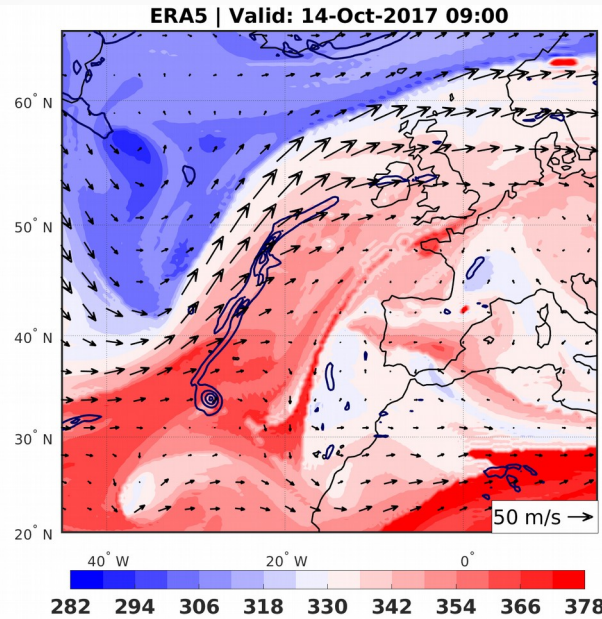 ERA5 | Valid: 14-Oct-2017 09:00
60° N
50° N
40° N
30° N
20° N
50 m/s
40° W
20° W
0°
282 294 306 318 330 342 354 366 378